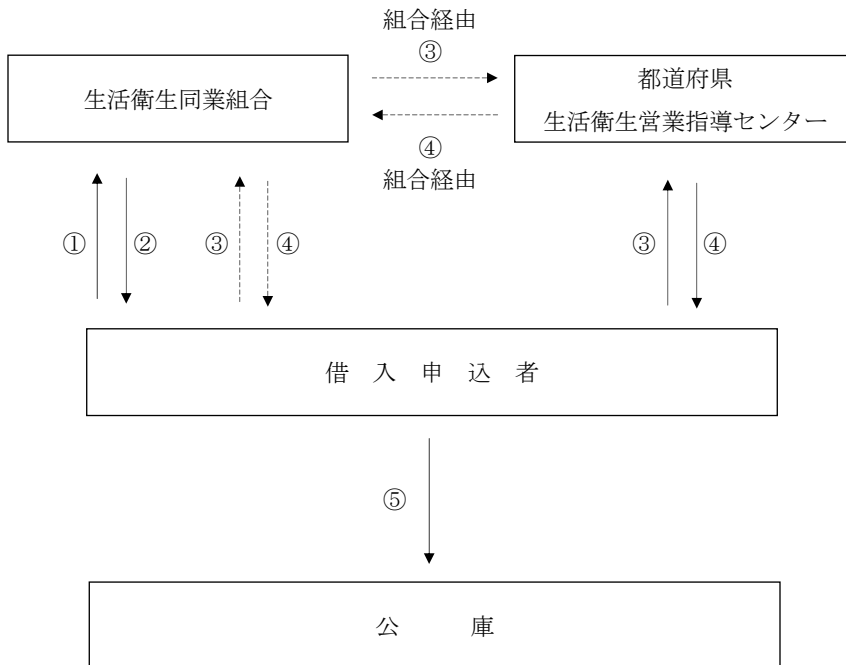 組合経由
③
生活衛生同業組合
都道府県
生活衛生営業指導センター
④
組合経由
① ② ③ ④ ③ ④
借 入 申 込 者
⑤
公 庫